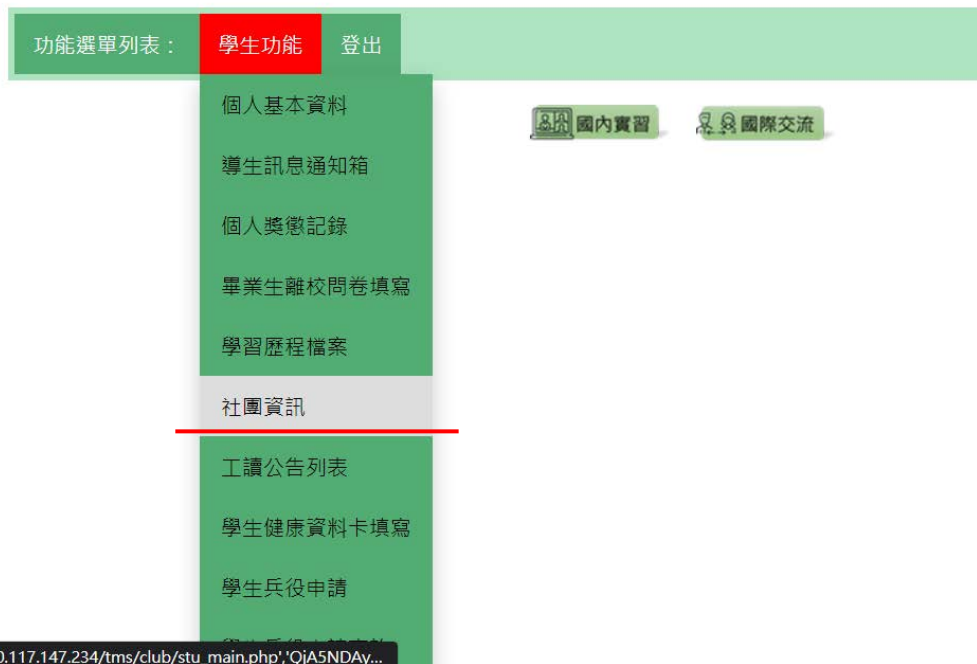 功能選單列表：
學生功能
登出
國內實習
國際交流
個人基本資料
導生訊息通知箱
個人獎懲記錄
畢業生離校問卷填寫
學習歷程檔案
社團資訊
工讀公告列表
學生健康資料卡填寫
學生兵役申請
0.117.147.234/tms/club/stu_main.php','QjA5NDAy...